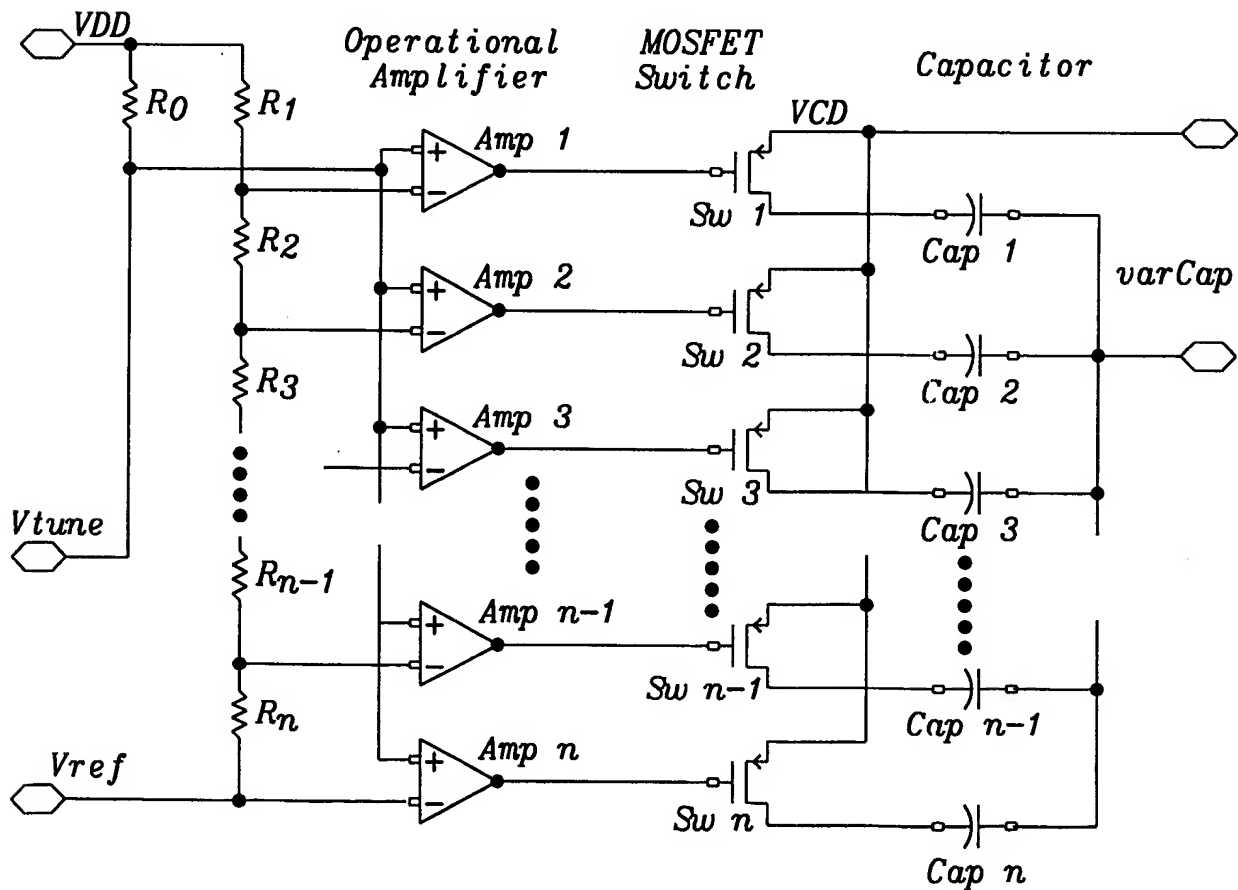 VDD
Operational
Amplifier
MOSFET
Switch
Capacitor
R0
R1
Amp 1
VCD
+
−
Sw 1
Cap 1
R2
Amp 2
varCap
+
−
Sw 2
Cap 2
R3
Amp 3
+
−
Sw 3
Cap 3
Vtune
Rn-1
Amp n-1
+
−
Sw n-1
Cap n-1
Rn
Amp n
+
−
Vref
Sw n
Cap n